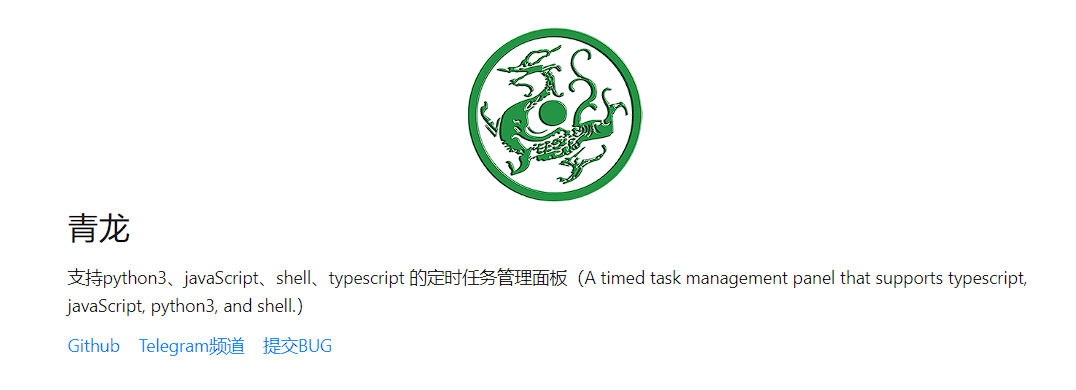 青龙
支持python3、javaScript、shell、typescript 的定时任务管理面板（A timed task management panel that supports typescript,
javaScript, python3, and shell.）
Github Telegram频道 提交BUG